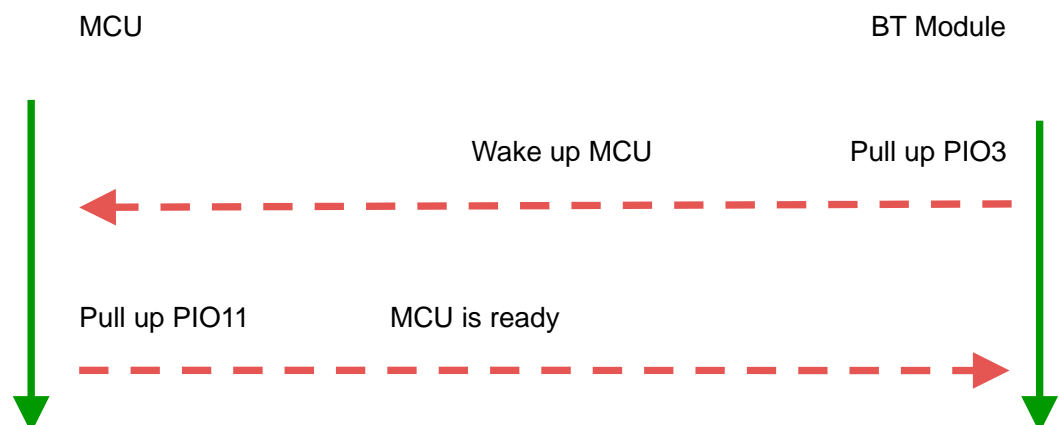 MCU BT Module
Wake up MCU Pull up PIO3
Pull up PIO11 MCU is ready